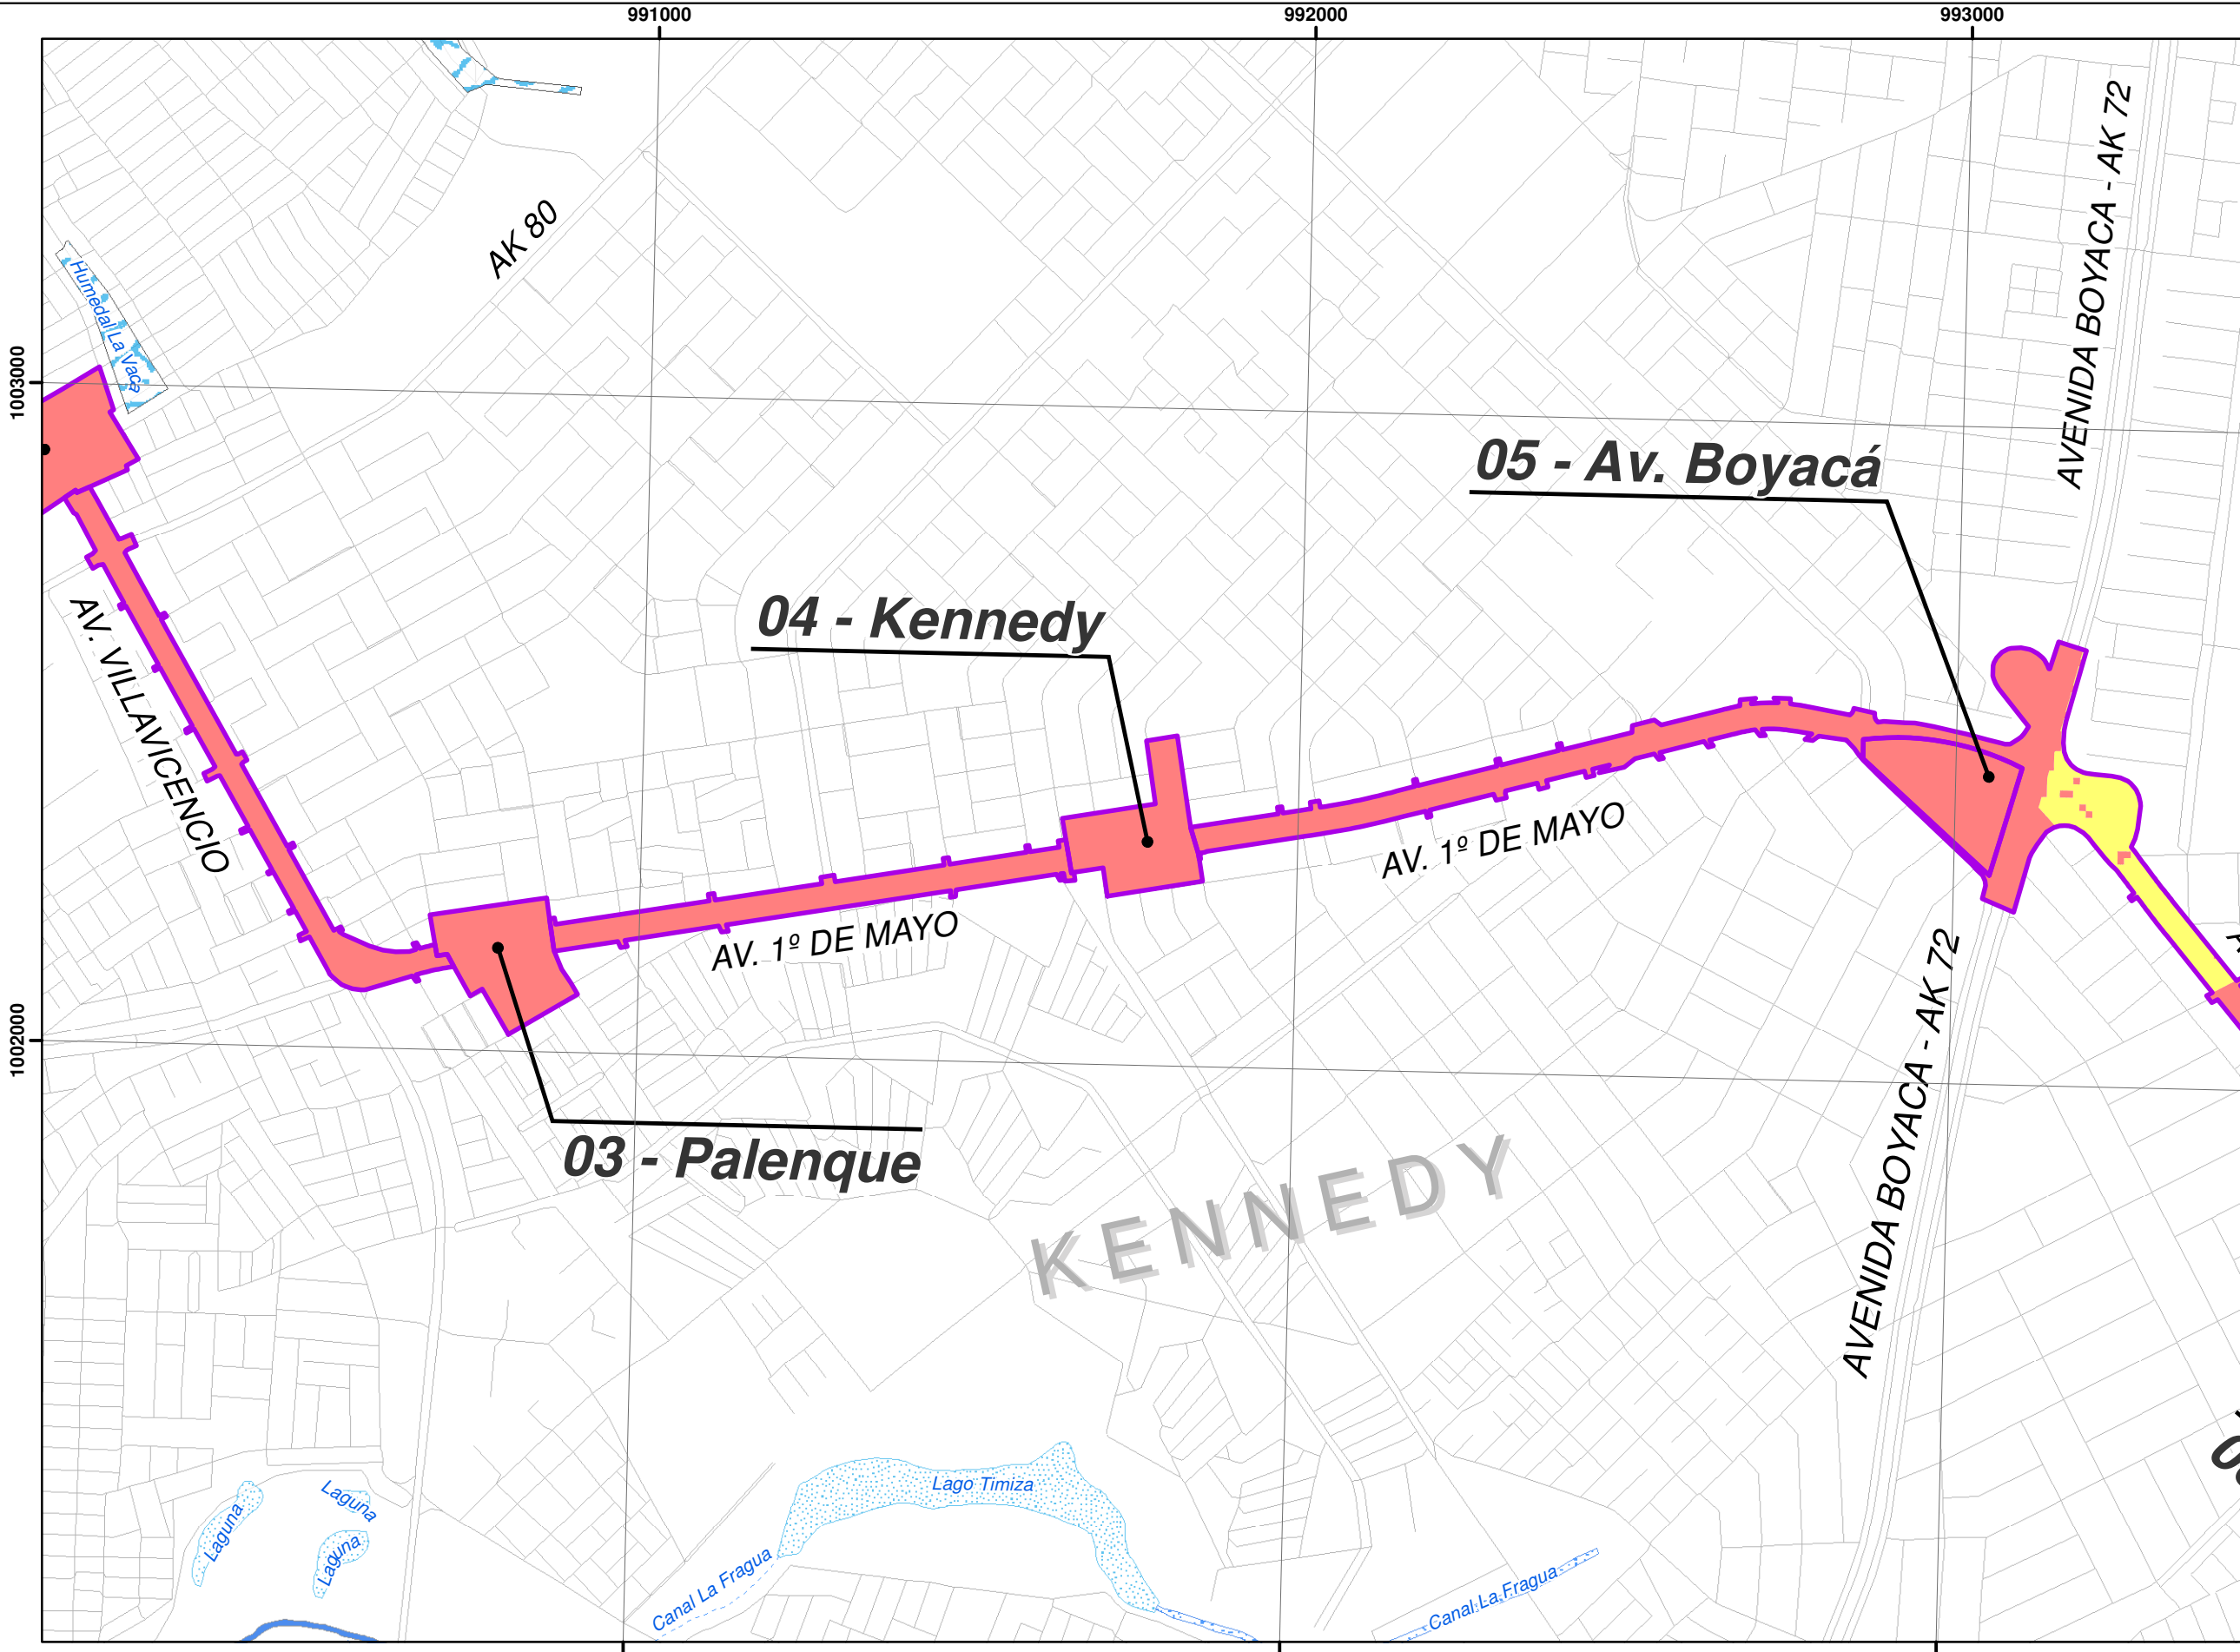 991000
992000
993000
AVENIDA BOYACA - AK 72
AK 80
Humedal La Vaca
1003000
05 - Av. Boyacá
04 - Kennedy
AV. VILLAVICENCIO
AV. 1º DE MAYO
AV. 1º DE MAYO
AVENIDA BOYACA - AK 72
1002000
03 - Palenque
KENNEDY
Lago Timiza
Laguna
Laguna
Laguna
Canal La Fragua
Canal La Fragua